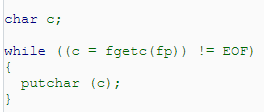 char c;
while ((c = fgetc(fp)) != EOF)
{
putchar (c);
}